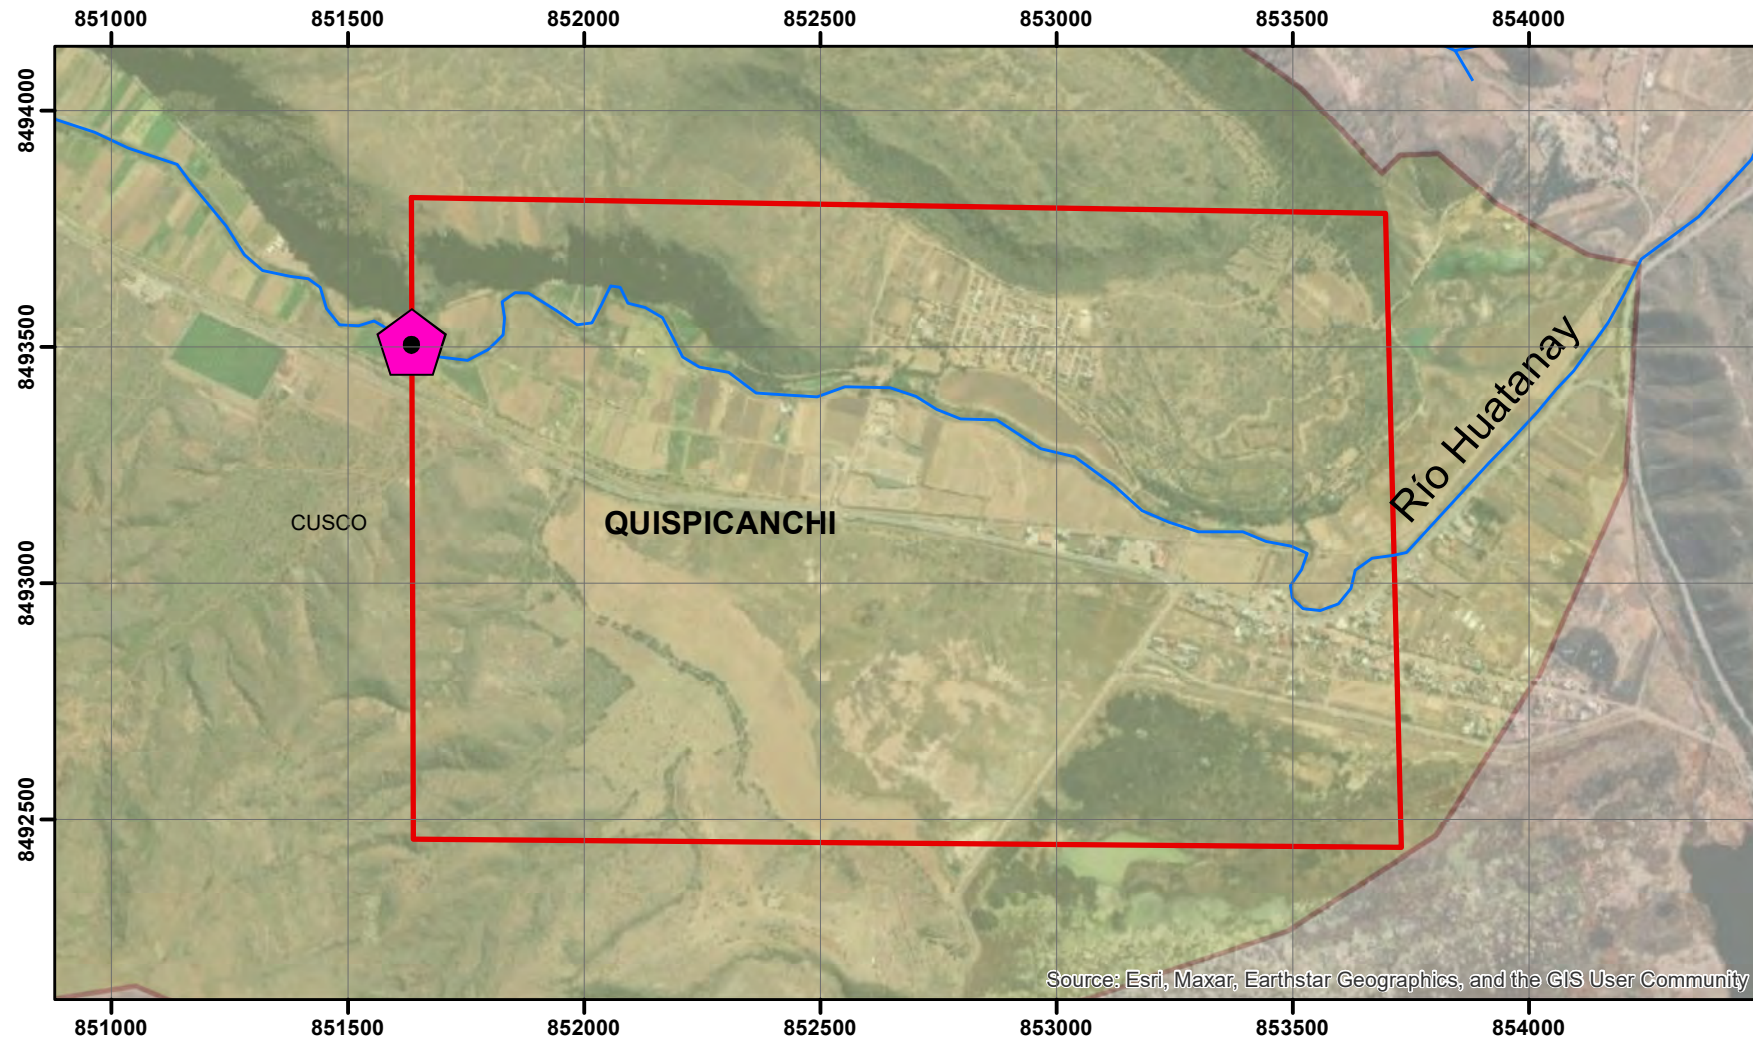 851000 851500 852000 852500 853000 853500 854000
8494000
8493500
Río Huatanay
CUSCO
QUISPICANCHI
8493000
8492500
Source: Esri, Maxar, Earthstar Geographics, and the GIS User Community
851000 851500 852000 852500 853000 853500 854000